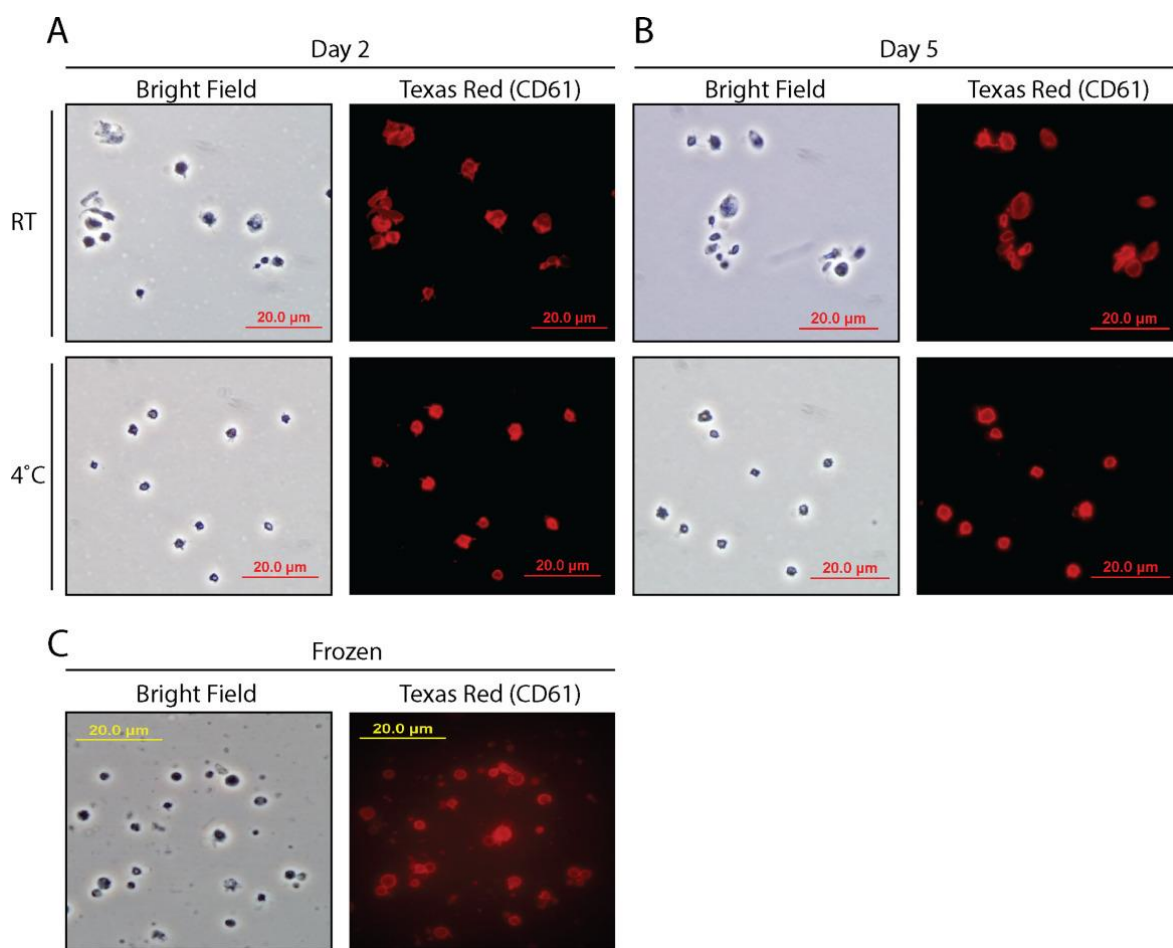 A
Day 2
Bright Field
Texas Red (CD61)
B
Day 5
Bright Field
Texas Red (CD61)
RT
20.0 µm
20.0 µm
20.0 µm
20.0 µm
4˚C
20.0 µm
20.0 µm
20.0 µm
20.0 µm
C
Frozen
Bright Field
Texas Red (CD61)
20.0 µm
20.0 µm